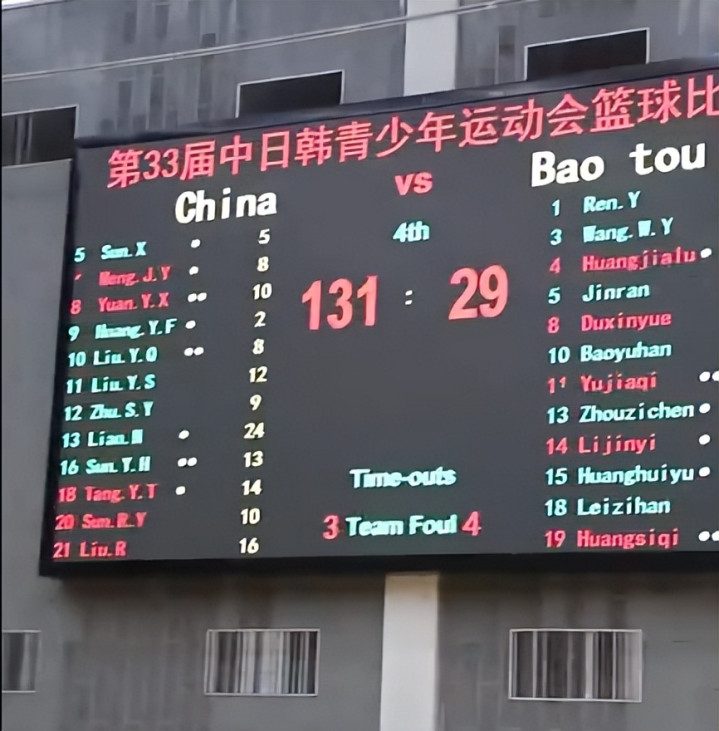 第33届中日韩青少年运动会篮球比
China vs Bao tou
4th
131 : 29
5 Sun.X 5
Meng.J.Y 8
8 Yuan.Y.X 10
9 Huang.Y.F 2
10 Liu.Y.Q 8
11 Liu.Y.S 12
12 Zhu.S.Y 9
13 Lian 24
16 Sun.Y.H 13
18 Tang.Y.T 14
20 Sun.R.Y 10
21 Liu.R 16
Time-outs
3 Team Foul 4
1 Ren.Y
3 Wang.W.Y
4 Huangjialu
5 Jinran
8 Duxinyue
10 Baoyuhan
11 Yujiaqi
13 Zhouzichen
14 Lijinyi
15 Huanghuiyu
18 Leizihan
19 Huangsiqi